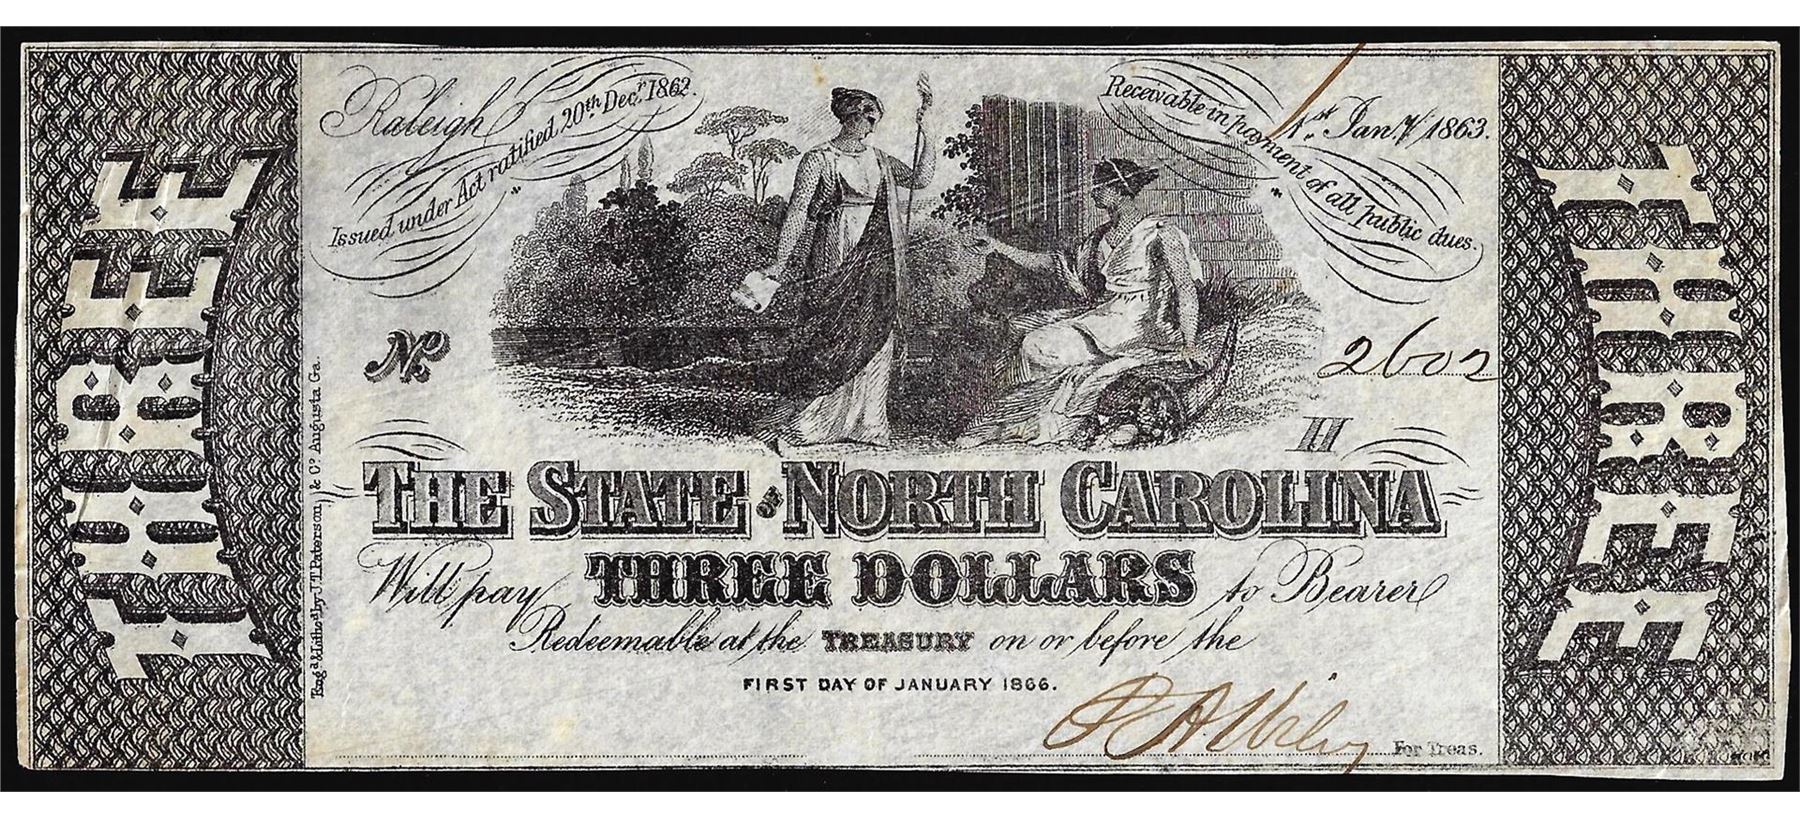 THREE
Raleigh
Issued under Act ratified 20th Decr. 1862.
Receivable in payment of all public dues.
1st Jany 1863.
No.
2602
H
Engd. & Lithod. by J.T. Paterson & Co. Augusta Ga.
THE STATE of NORTH CAROLINA
Will pay THREE DOLLARS to Bearer
Redeemable at the TREASURY on or before the
FIRST DAY OF JANUARY 1866.
For Treas.
THREE